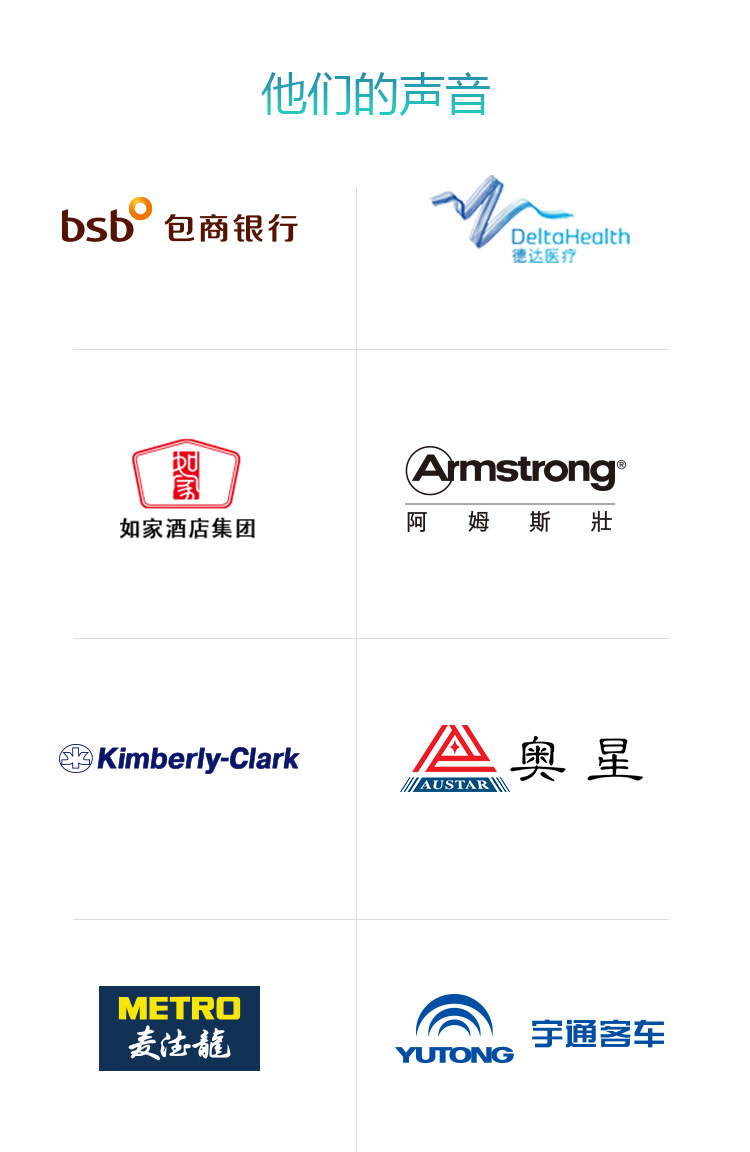 他们的声音
bsb 包商银行
DeltaHealth
德达医疗
如家
如家酒店集团
Armstrong®
阿姆斯壯
Kimberly-Clark
AUSTAR 奥星
METRO
麦德龍
YUTONG 宇通客车